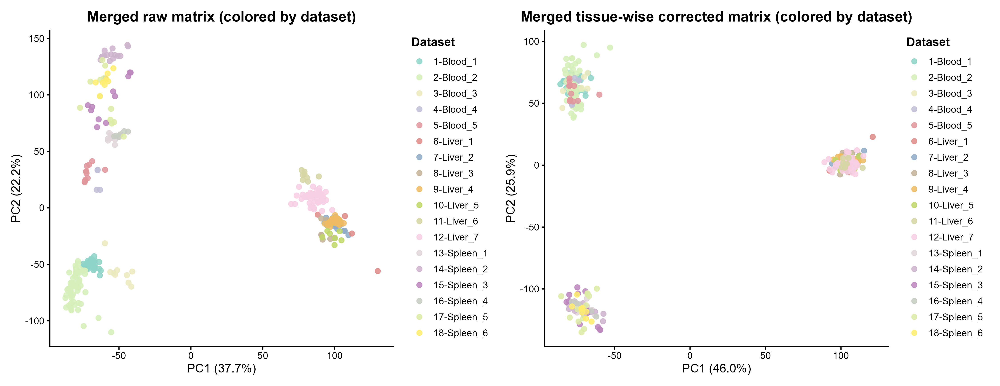 Merged raw matrix (colored by dataset)
150
100
50
0
-50
-100
PC2 (22.2%)
-50
0
50
100
PC1 (37.7%)
Dataset
1-Blood_1
2-Blood_2
3-Blood_3
4-Blood_4
5-Blood_5
6-Liver_1
7-Liver_2
8-Liver_3
9-Liver_4
10-Liver_5
11-Liver_6
12-Liver_7
13-Spleen_1
14-Spleen_2
15-Spleen_3
16-Spleen_4
17-Spleen_5
18-Spleen_6
Merged tissue-wise corrected matrix (colored by dataset)
100
50
0
-50
-100
PC2 (25.9%)
-50
0
50
100
PC1 (46.0%)
Dataset
1-Blood_1
2-Blood_2
3-Blood_3
4-Blood_4
5-Blood_5
6-Liver_1
7-Liver_2
8-Liver_3
9-Liver_4
10-Liver_5
11-Liver_6
12-Liver_7
13-Spleen_1
14-Spleen_2
15-Spleen_3
16-Spleen_4
17-Spleen_5
18-Spleen_6